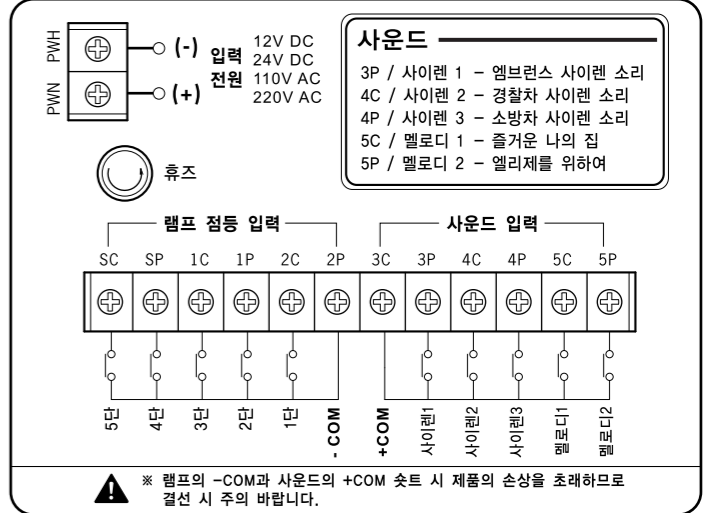 PWH
(-)
PWN
(+)
입력
전원
12V DC
24V DC
110V AC
220V AC
휴즈
사운드
3P / 사이렌 1 - 엠브런스 사이렌 소리
4C / 사이렌 2 - 경찰차 사이렌 소리
4P / 사이렌 3 - 소방차 사이렌 소리
5C / 멜로디 1 - 즐거운 나의 집
5P / 멜로디 2 - 엘리제를 위하여
램프 점등 입력
사운드 입력
SC SP 1C 1P 2C 2P 3C 3P 4C 4P 5C 5P
5단 4단 3단 2단 1단 - COM +COM 사이렌1 사이렌2 사이렌3 멜로디1 멜로디2
※ 램프의 -COM과 사운드의 +COM 숏트 시 제품의 손상을 초래하므로
결선 시 주의 바랍니다.